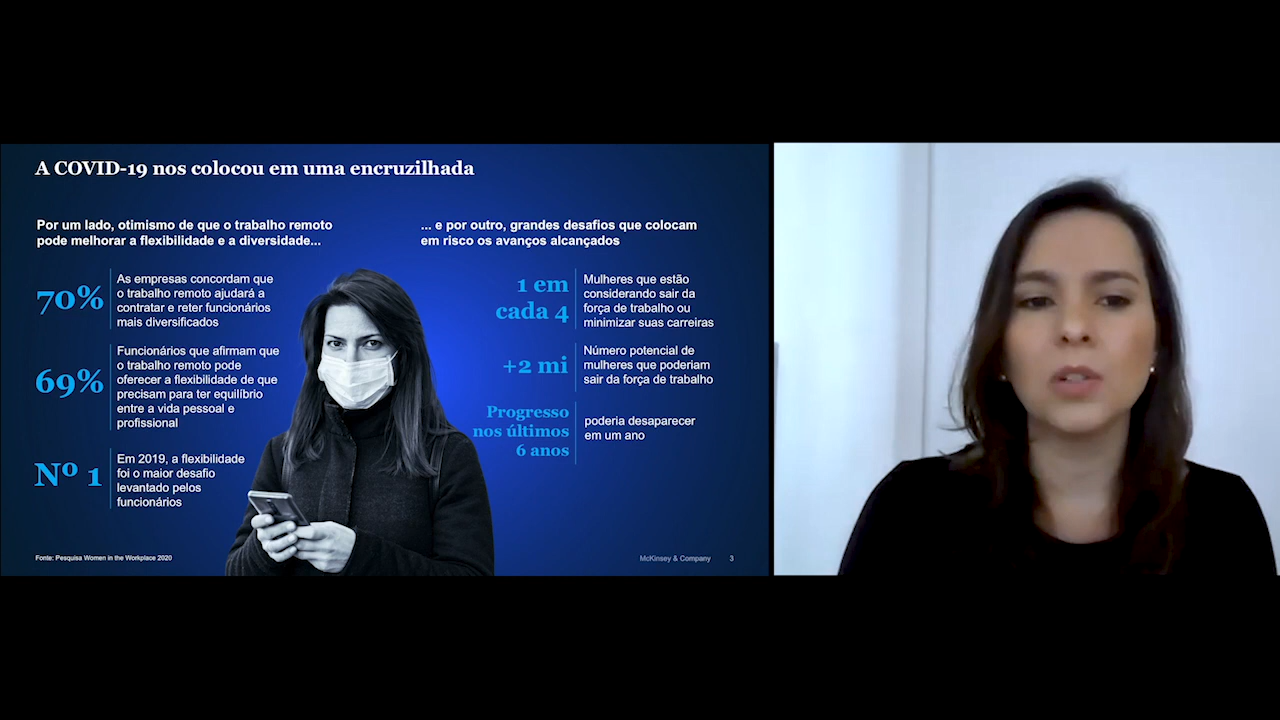 A COVID-19 nos colocou em uma encruzilhada
Por um lado, otimismo de que o trabalho remoto
pode melhorar a flexibilidade e a diversidade...
70%
As empresas concordam que
o trabalho remoto ajudará a
contratar e reter funcionários
mais diversificados
69%
Funcionários que afirmam que
o trabalho remoto pode
oferecer a flexibilidade de que
precisam para ter equilíbrio
entre a vida pessoal e
profissional
Nº 1
Em 2019, a flexibilidade
foi o maior desafio
levantado pelos
funcionários
... e por outro, grandes desafios que colocam
em risco os avanços alcançados
1 em
cada 4
Mulheres que estão
considerando sair da
força de trabalho ou
minimizar suas carreiras
+2 mi
Número potencial de
mulheres que poderiam
sair da força de trabalho
Progresso
nos últimos
6 anos
poderia desaparecer
em um ano
Fonte: Pesquisa Women in the Workplace 2020
McKinsey & Company 3